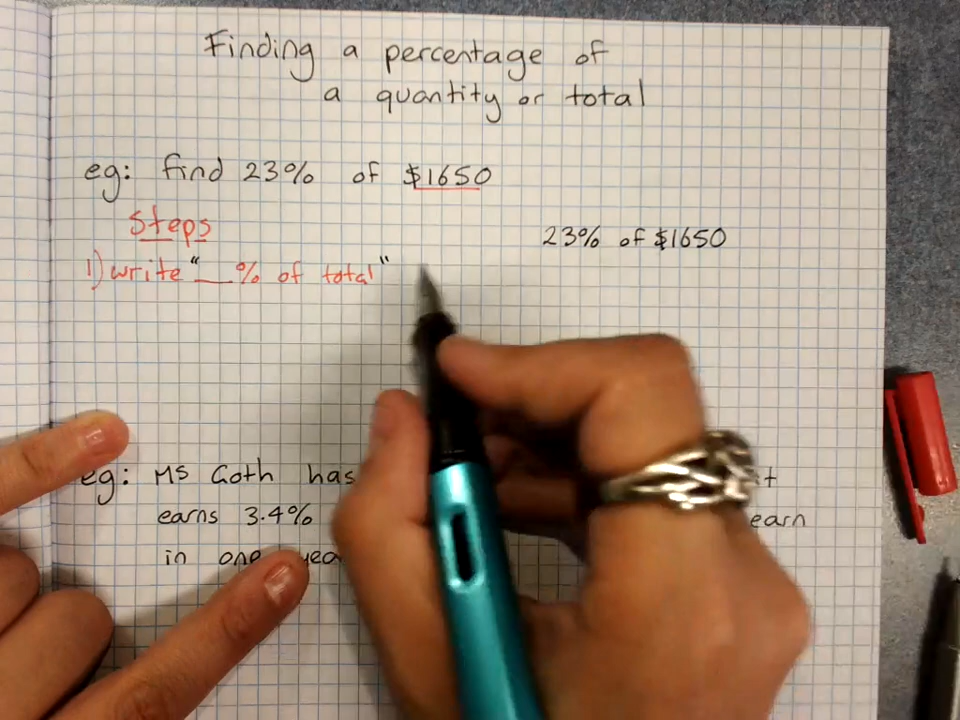 Finding a percentage of
a quantity or total
eg: find 23% of $1650
Steps
23% of $1650
1) write "__% of total"
eg: Ms Goth has
earns 3.4% earn
in one yea